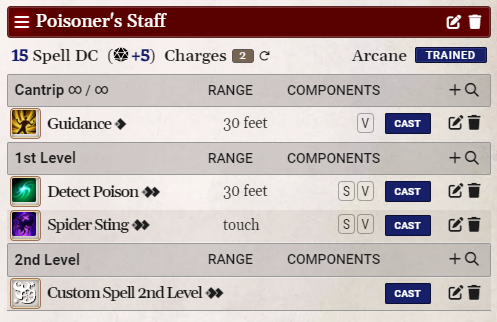 Poisoner's Staff
15 Spell DC (+5) Charges 2 Arcane TRAINED
Cantrip ∞ / ∞ RANGE COMPONENTS
Guidance 30 feet V CAST
1st Level RANGE COMPONENTS
Detect Poison 30 feet S V CAST
Spider Sting touch S V CAST
2nd Level RANGE COMPONENTS
Custom Spell 2nd Level CAST